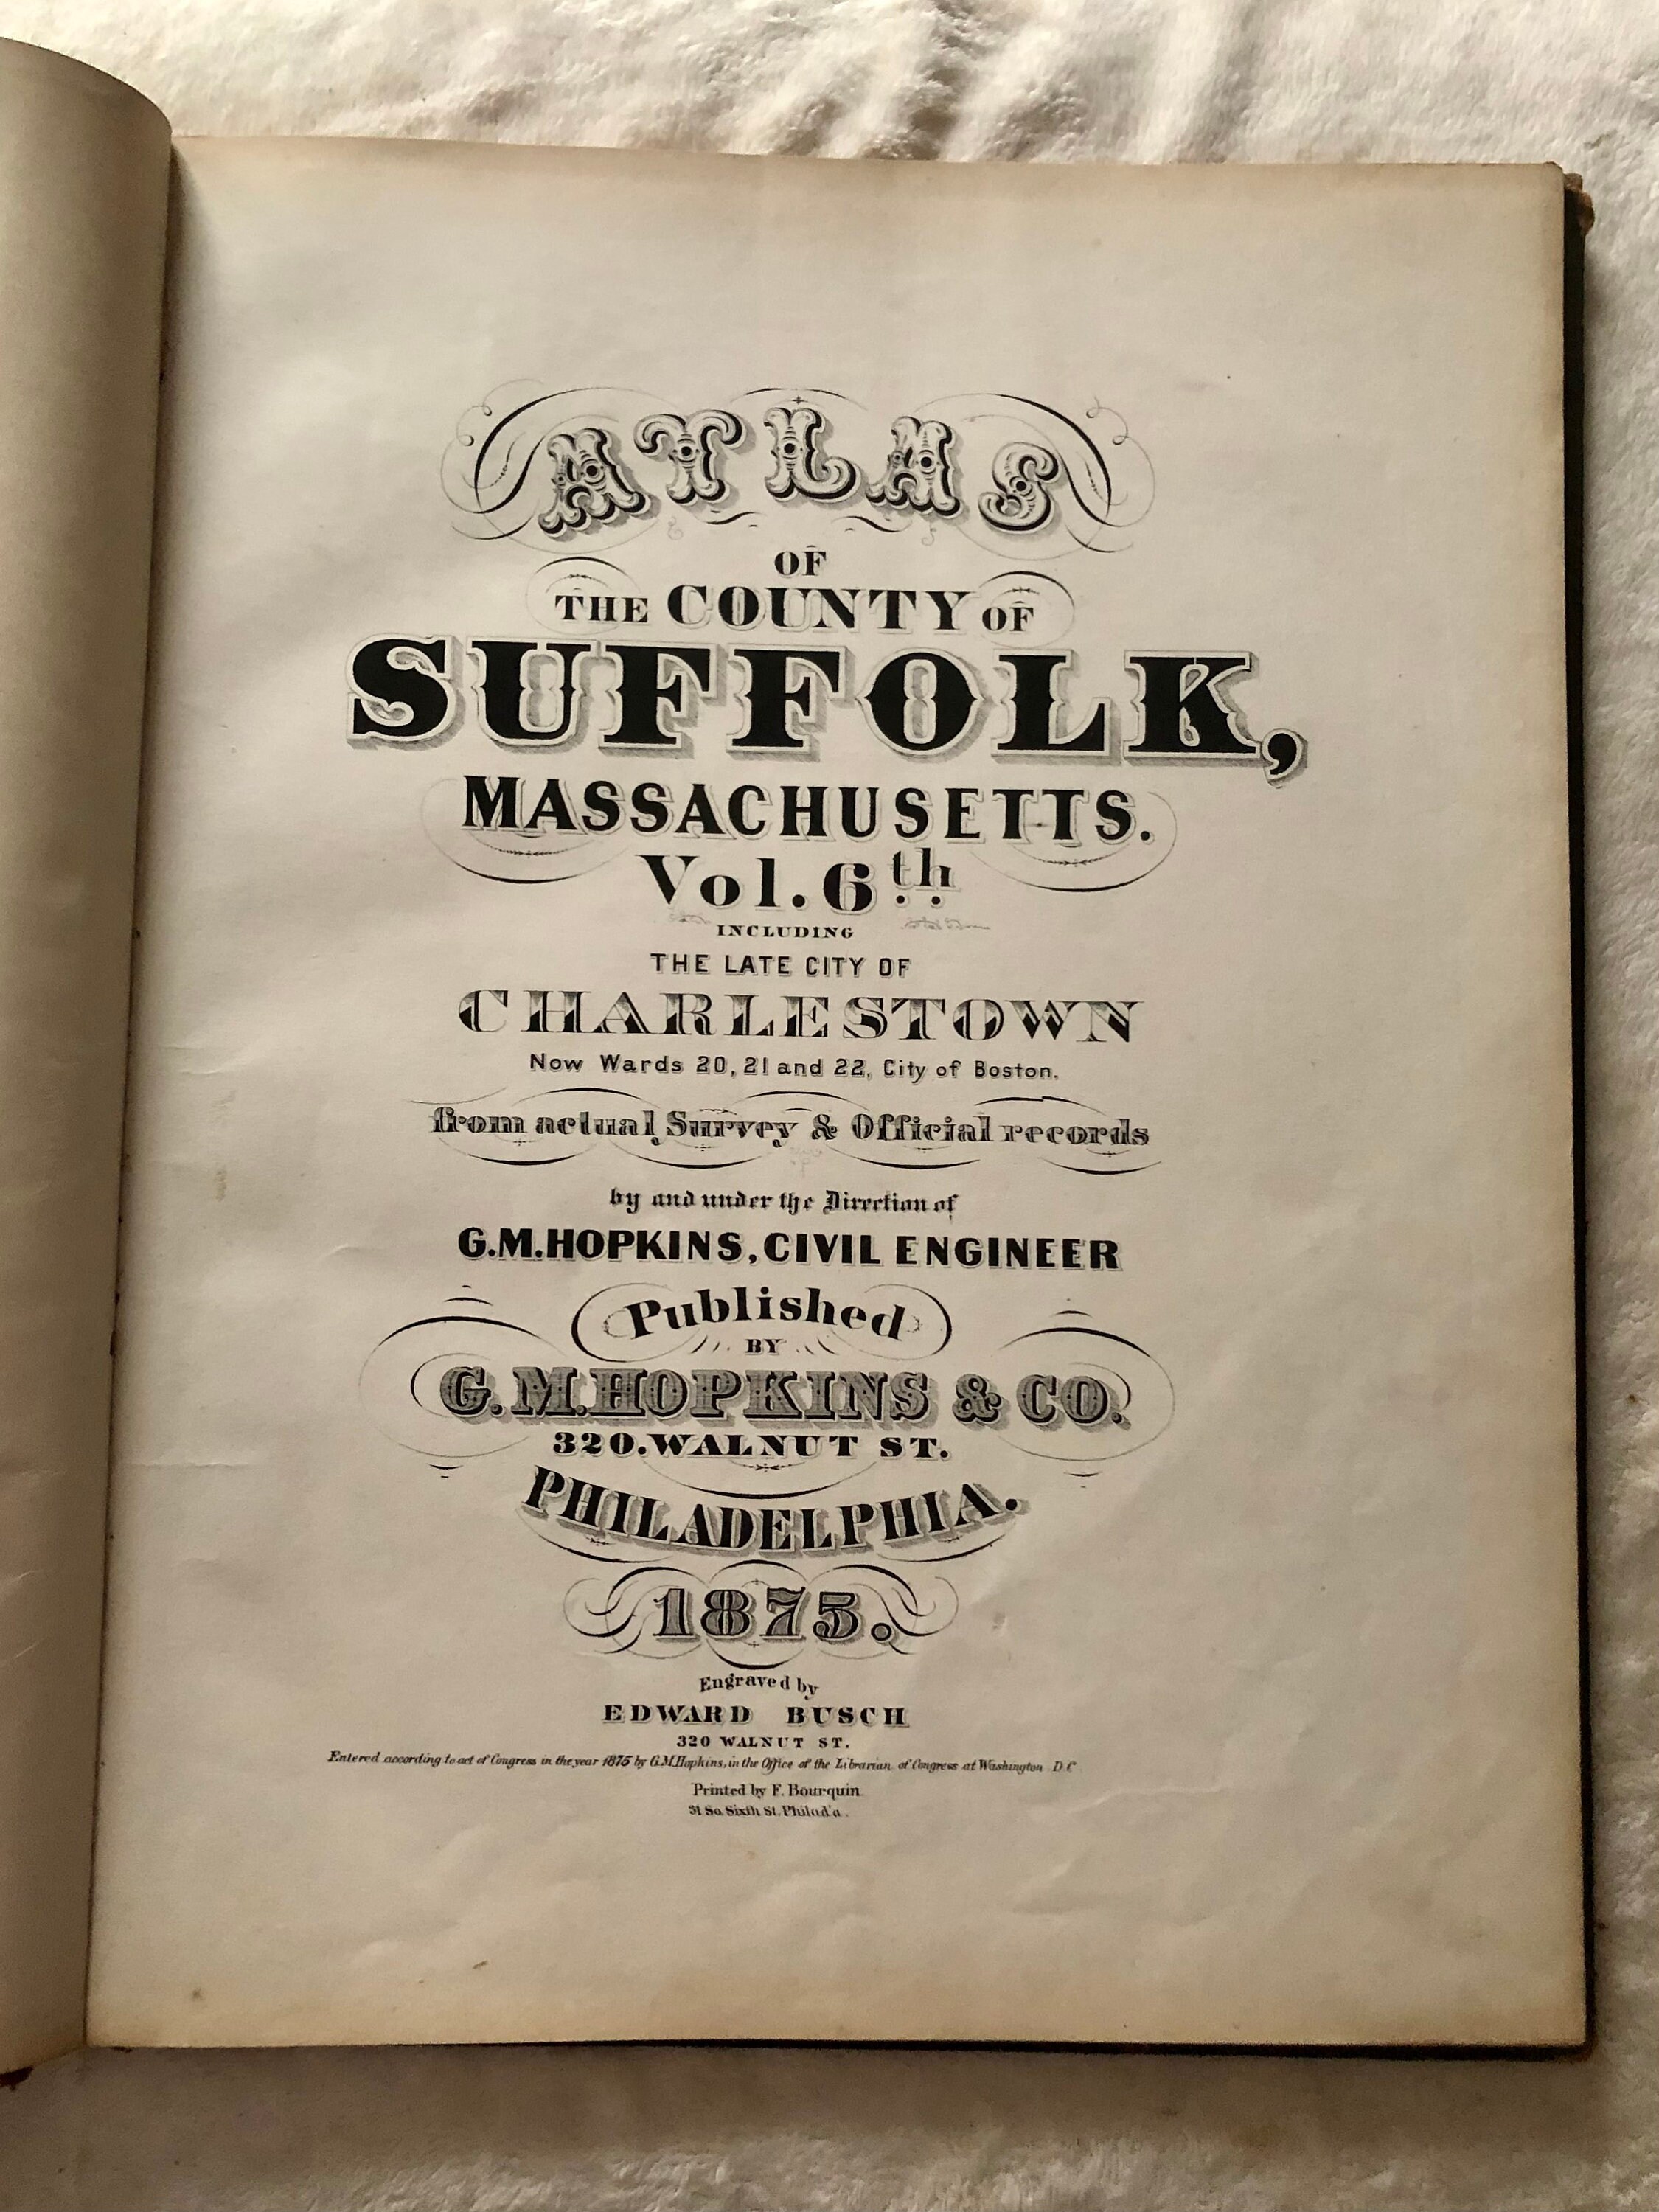 ATLAS
OF
THE COUNTY OF
SUFFOLK,
MASSACHUSETTS.
Vol. 6th
INCLUDING
THE LATE CITY OF
CHARLESTOWN
Now Wards 20, 21 and 22, City of Boston.
from actual Survey & Official records
by and under the Direction of
G.M. HOPKINS, CIVIL ENGINEER
Published
BY
G.M. HOPKINS & CO.
320. WALNUT ST.
PHILADELPHIA.
1875.
Engraved by
EDWARD BUSCH
320 WALNUT ST.
Entered according to act of Congress in the year 1875 by G.M. Hopkins, in the Office of the Librarian of Congress at Washington D.C
Printed by F. Bourquin
31 So. Sixth St. Philad'a.